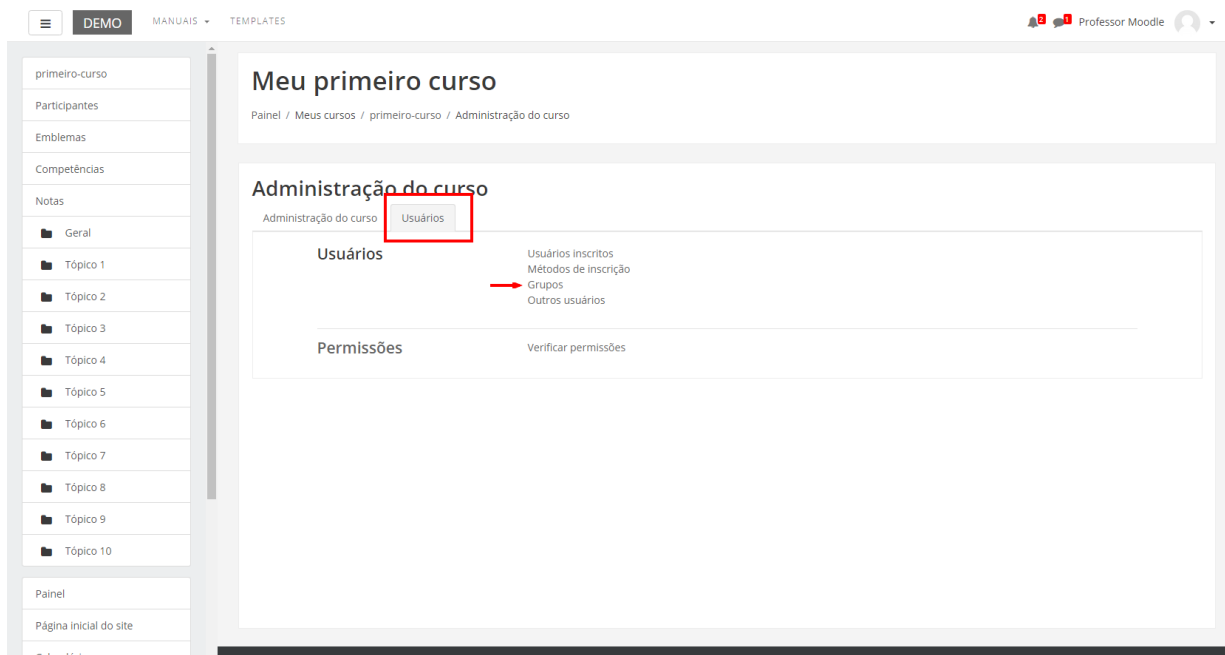 DEMO MANUAIS TEMPLATES 2 1 Professor Moodle
primeiro-curso
Participantes
Emblemas
Competências
Notas
Geral
Tópico 1
Tópico 2
Tópico 3
Tópico 4
Tópico 5
Tópico 6
Tópico 7
Tópico 8
Tópico 9
Tópico 10
Painel
Página inicial do site
Meu primeiro curso
Painel / Meus cursos / primeiro-curso / Administração do curso
Administração do curso
Administração do curso Usuários
Usuários
Usuários inscritos
Métodos de inscrição
Grupos
Outros usuários
Permissões
Verificar permissões